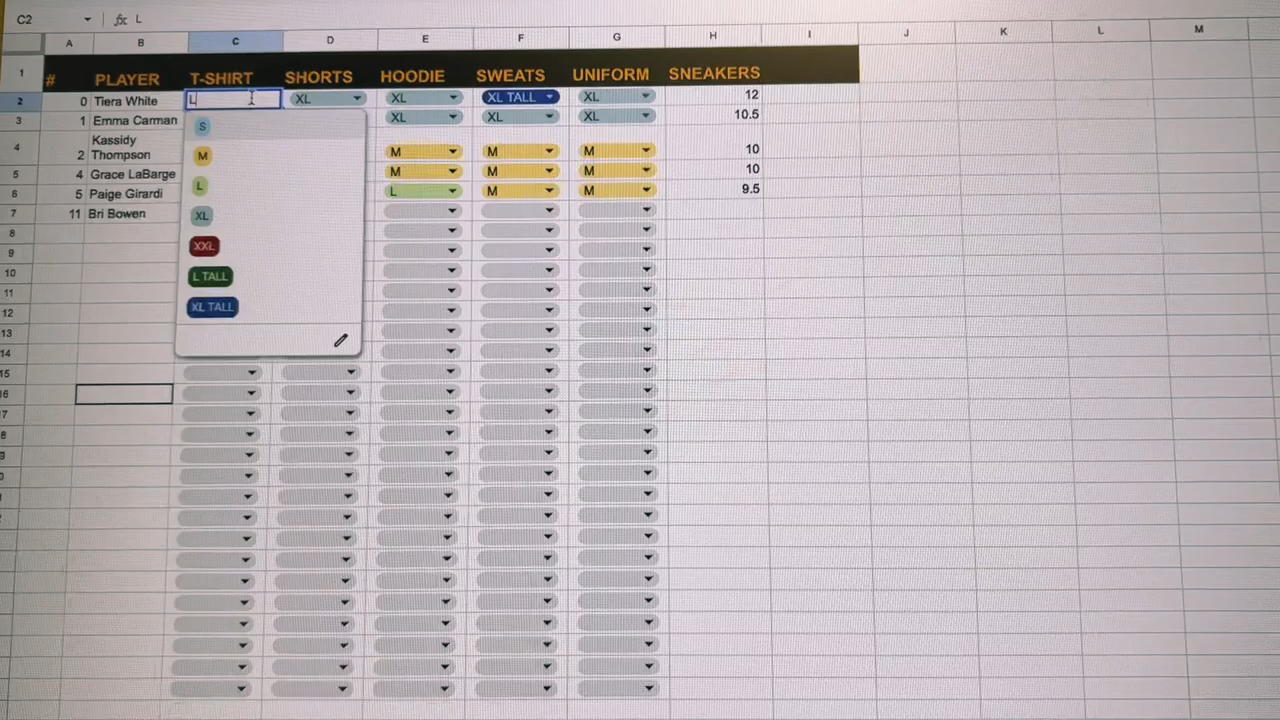 C2 fx L
A B C D E F G H I J K L M
1 # PLAYER T-SHIRT SHORTS HOODIE SWEATS UNIFORM SNEAKERS
2 0 Tiera White L XL XL XL TALL XL 12
3 1 Emma Carman XL XL XL 10.5
4 2 Kassidy
Thompson M M M 10
5 4 Grace LaBarge M M M 10
6 5 Paige Girardi L M M 9.5
7 11 Bri Bowen
S
M
L
XL
XXL
L TALL
XL TALL
8
9
10
11
12
13
14
15
16